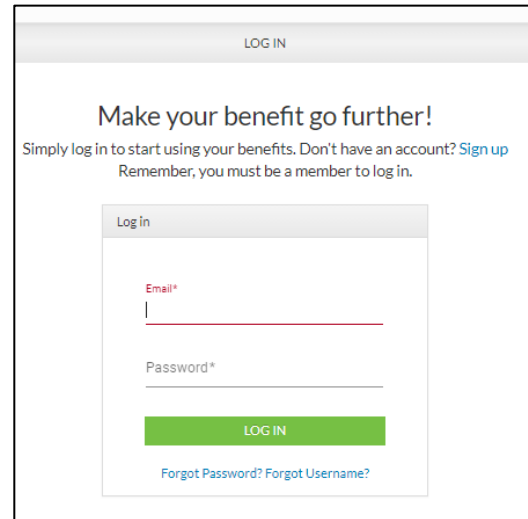 LOG IN
Make your benefit go further!
Simply log in to start using your benefits. Don't have an account? Sign up
Remember, you must be a member to log in.
Log in
Email*
Password*
LOG IN
Forgot Password? Forgot Username?